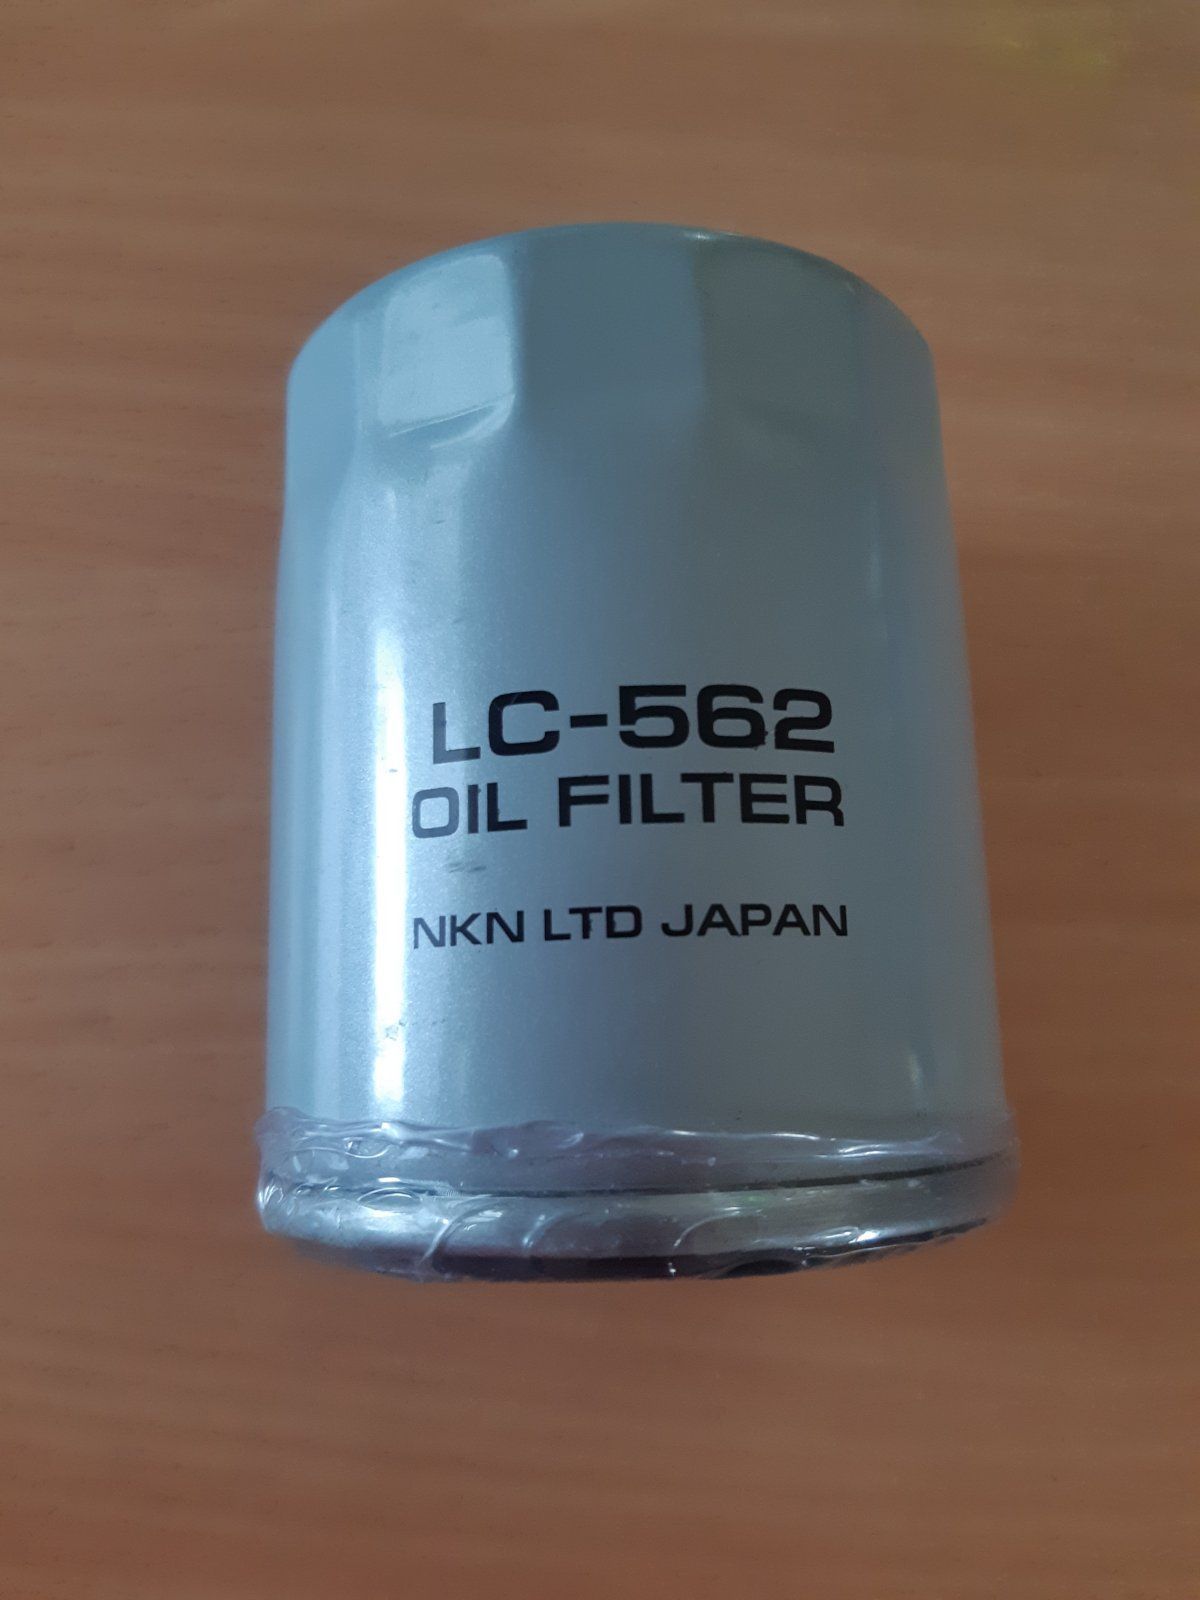 LC-562
OIL FILTER
NKN LTD JAPAN